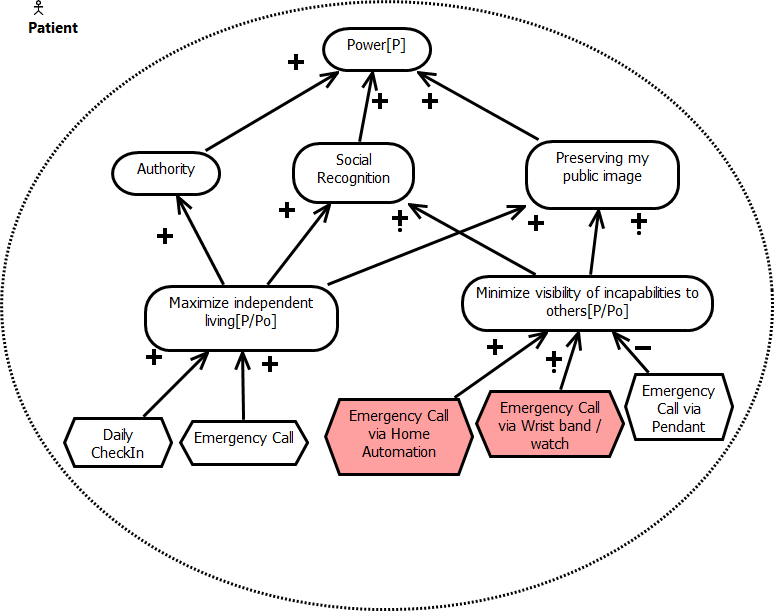 Patient
Power[P]
+
+
+
Authority
Social
Recognition
Preserving my
public image
+
+
+
!
+
+
!
Maximize independent
living[P/Po]
Minimize visibility of incapabilities to
others[P/Po]
+
+
+
+
!
−
Daily
CheckIn
Emergency Call
Emergency Call
via Home
Automation
Emergency Call
via Wrist band /
watch
Emergency
Call via
Pendant